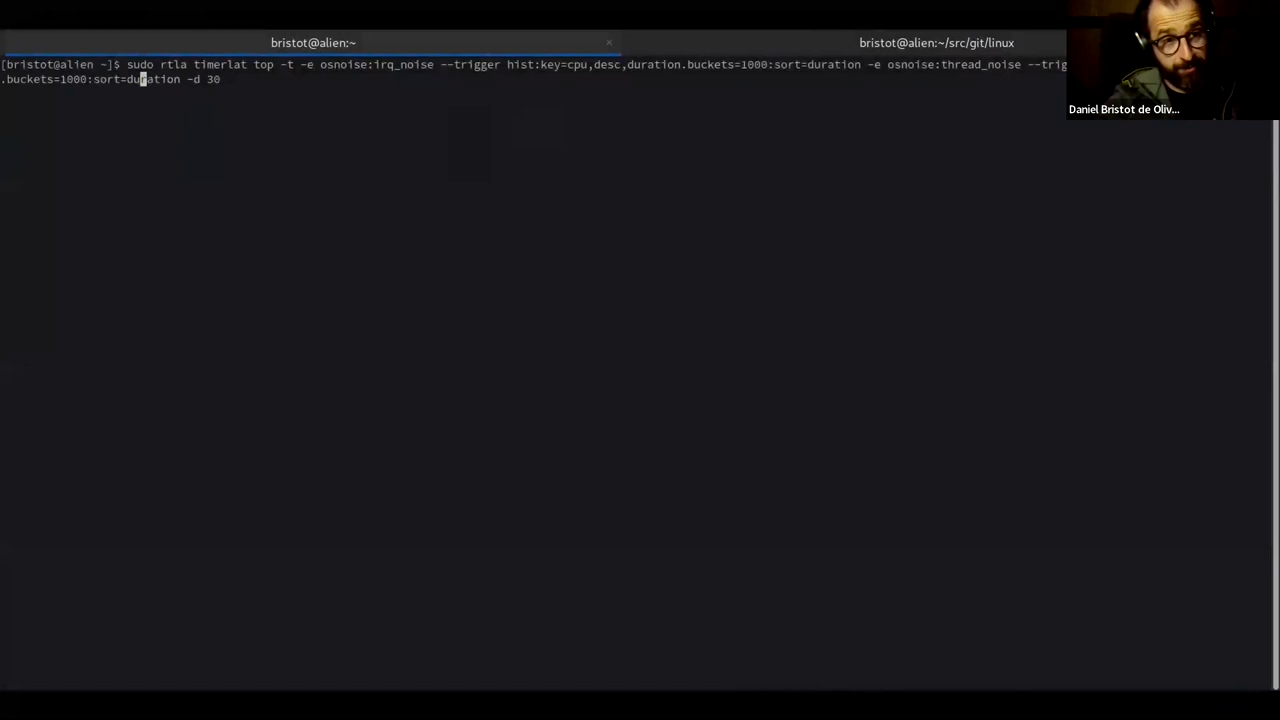 bristot@alien:~
×
bristot@alien:~/src/git/linux
[bristot@alien ~]$ sudo rtla timerlat top -t -e osnoise:irq_noise --trigger hist:key=cpu,desc,duration.buckets=1000:sort=duration -e osnoise:thread_noise --trig
.buckets=1000:sort=duration -d 30
Daniel Bristot de Oliv...